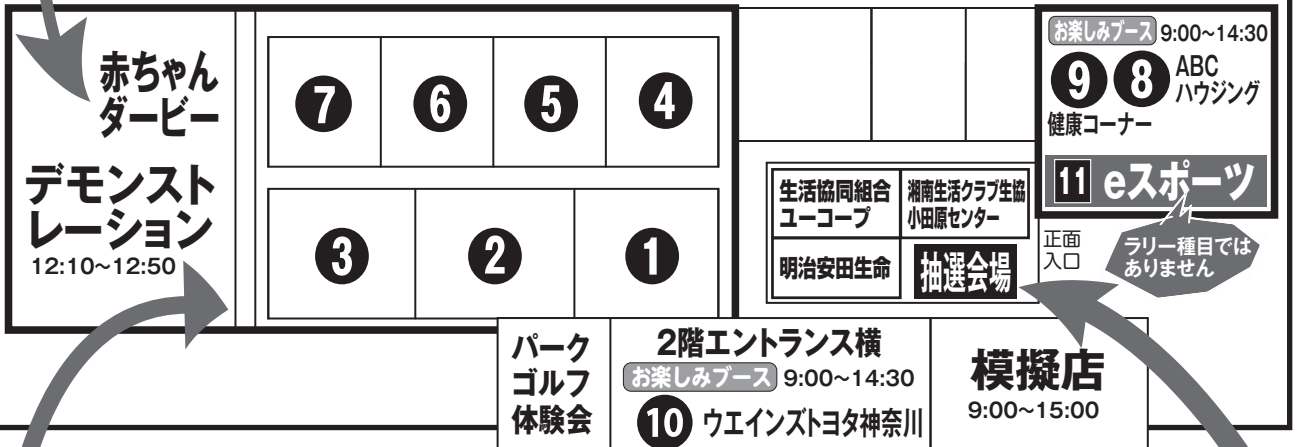 赤ちゃん
ダービー
デモンスト
レーション
12:10~12:50
7
6
5
4
3
2
1
お楽しみブース 9:00~14:30
9 8 ABC
ハウジング
健康コーナー
11 eスポーツ
ラリー種目では
ありません
正面
入口
生活協同組合
ユーコープ
湘南生活クラブ生協
小田原センター
明治安田生命
抽選会場
パーク
ゴルフ
体験会
2階エントランス横
お楽しみブース 9:00~14:30
10 ウエインズトヨタ神奈川
模擬店
9:00~15:00